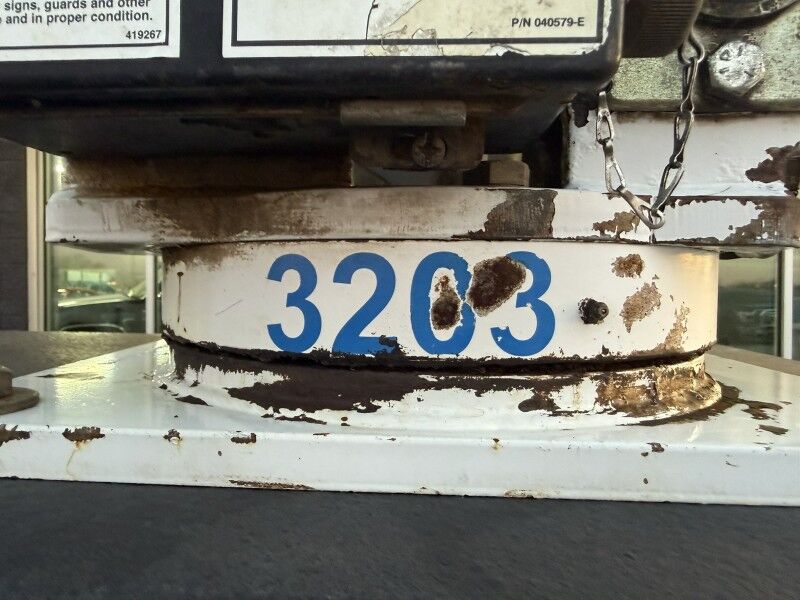 signs, guards and other
and in proper condition.
419267
P/N 040579-E
3203